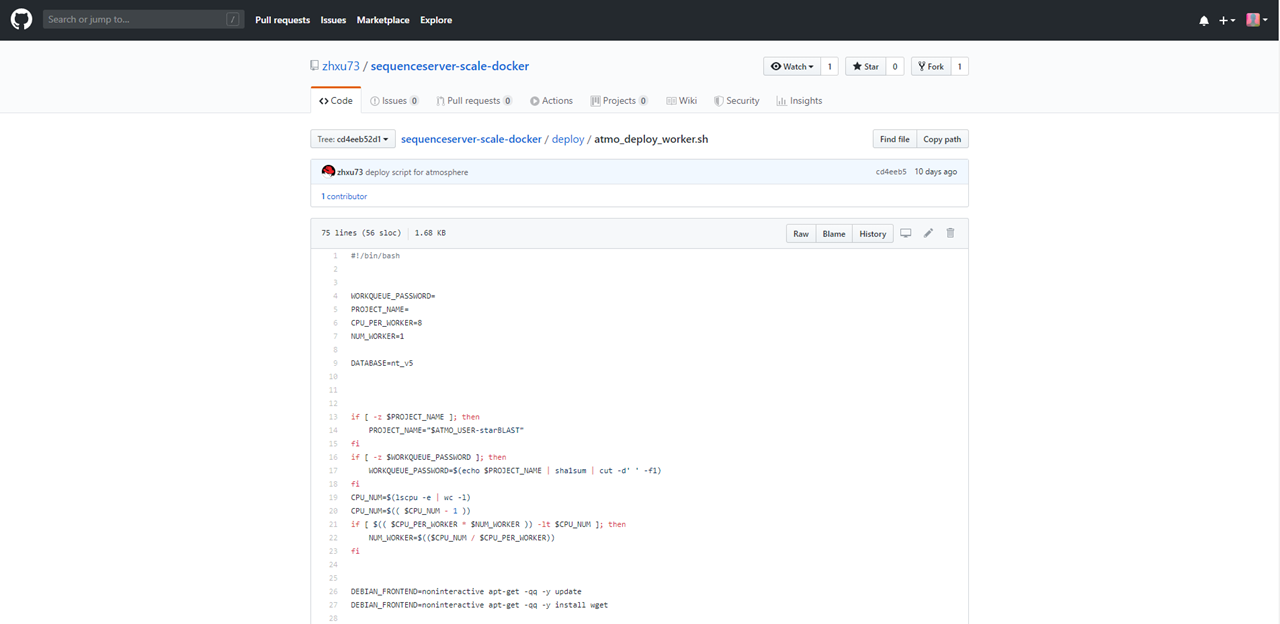 Search or jump to... /
Pull requests Issues Marketplace Explore
zhxu73 / sequenceserver-scale-docker
Watch 1 Star 0 Fork 1
Code Issues 0 Pull requests 0 Actions Projects 0 Wiki Security Insights
Tree: cd4eeb52d1 sequenceserver-scale-docker / deploy / atmo_deploy_worker.sh Find file Copy path
zhxu73 deploy script for atmosphere cd4eeb5 10 days ago
1 contributor
75 lines (56 sloc) 1.68 KB Raw Blame History
1 #!/bin/bash
2
3
4 WORKQUEUE_PASSWORD=
5 PROJECT_NAME=
6 CPU_PER_WORKER=8
7 NUM_WORKER=1
8
9 DATABASE=nt_v5
10
11
12
13 if [ -z $PROJECT_NAME ]; then
14 PROJECT_NAME="$ATMO_USER-starBLAST"
15 fi
16 if [ -z $WORKQUEUE_PASSWORD ]; then
17 WORKQUEUE_PASSWORD=$(echo $PROJECT_NAME | sha1sum | cut -d' ' -f1)
18 fi
19 CPU_NUM=$(lscpu -e | wc -l)
20 CPU_NUM=$(( $CPU_NUM - 1 ))
21 if [ $(( $CPU_PER_WORKER * $NUM_WORKER )) -lt $CPU_NUM ]; then
22 NUM_WORKER=$(($CPU_NUM / $CPU_PER_WORKER))
23 fi
24
25
26 DEBIAN_FRONTEND=noninteractive apt-get -qq -y update
27 DEBIAN_FRONTEND=noninteractive apt-get -qq -y install wget
28